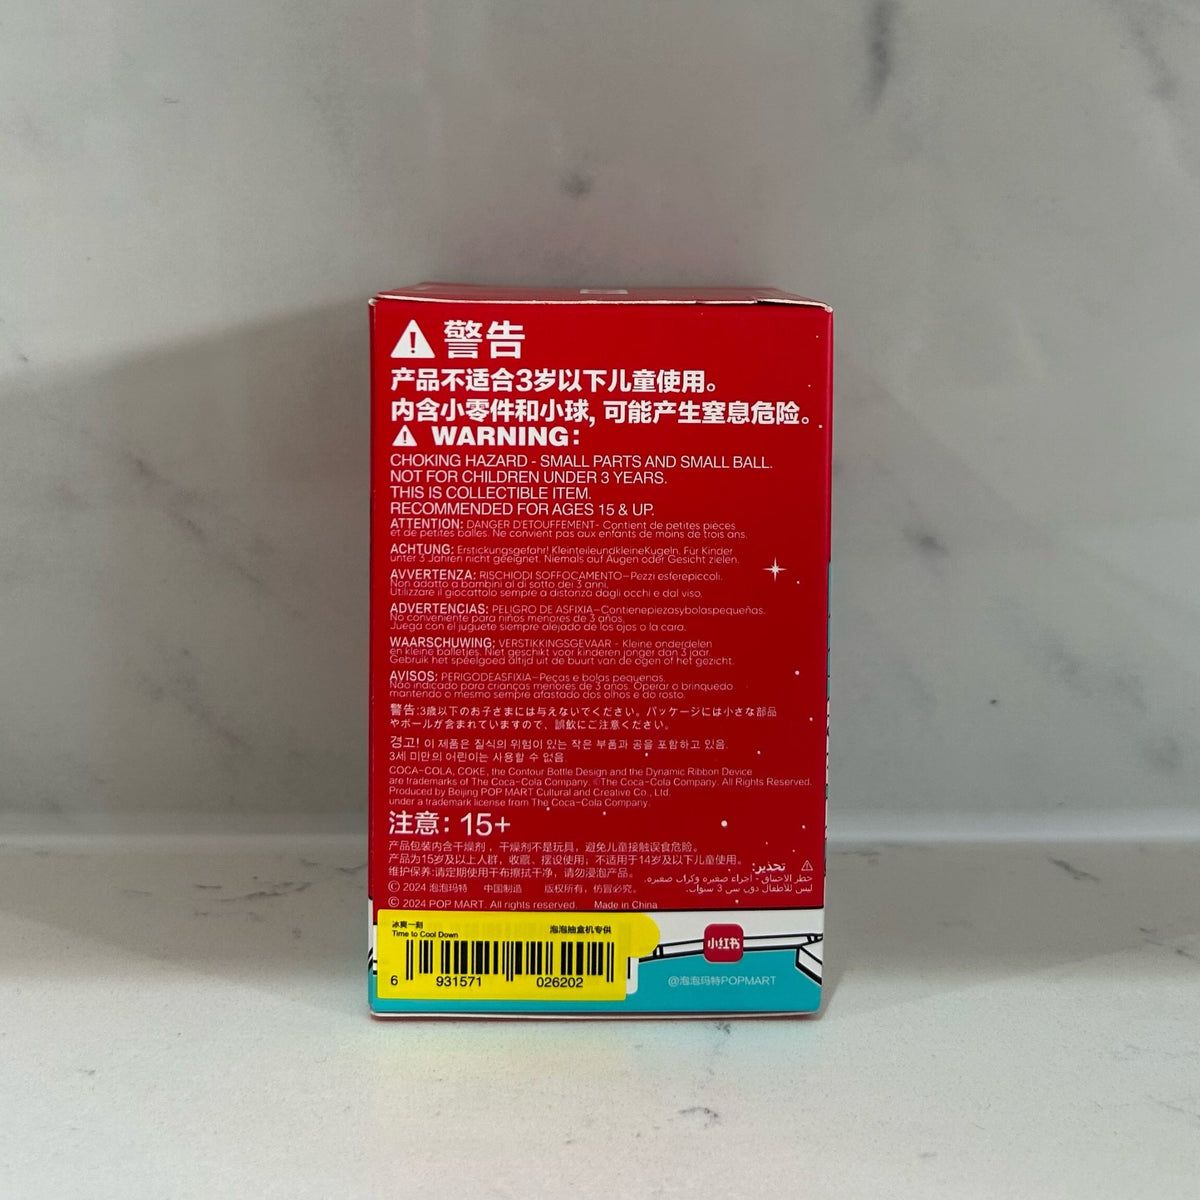 警告
产品不适合3岁以下儿童使用。
内含小零件和小球, 可能产生窒息危险。
WARNING:
CHOKING HAZARD - SMALL PARTS AND SMALL BALL.
NOT FOR CHILDREN UNDER 3 YEARS.
THIS IS COLLECTIBLE ITEM.
RECOMMENDED FOR AGES 15 & UP.
ATTENTION: DANGER D'ETOUFFEMENT- Contient de petites pièces
et de petites balles. Ne convient pas aux enfants de moins de trois ans.
ACHTUNG: Erstickungsgefahr! KleinteileundkleineKugeln. Für Kinder
unter 3 Jahren nicht geeignet. Niemals auf Augen oder Gesicht zielen.
AVVERTENZA: RISCHIODI SOFFOCAMENTO—Pezzi esferepiccoli.
Non adatto a bambini al di sotto dei 3 anni.
Utilizzare il giocattolo sempre a distanza dagli occhi e dal viso.
ADVERTENCIAS: PELIGRO DE ASFIXIA—Contienepiezasybolaspequeñas.
No conveniente para niños menores de 3 años.
Juega con el juguete siempre alejado de los ojos o la cara.
WAARSCHUWING: VERSTIKKINGSGEVAAR - Kleine onderdelen
en kleine balletjes. Niet geschikt voor kinderen jonger dan 3 jaar.
Gebruik het speelgoed altijd uit de buurt van de ogen of het gezicht.
AVISOS: PERIGODEASFIXIA—Peças e bolas pequenas.
Não indicado para crianças menores de 3 anos. Operar o brinquedo
mantendo o mesmo sempre afastado dos olhos e do rosto.
警告:3歳以下のお子さまには与えないでください。パッケージには小さな部品
やボールが含まれていますので、誤飲にご注意ください。
경고! 이 제품은 질식의 위험이 있는 작은 부품과 공을 포함하고 있음.
3세 미만의 어린이는 사용할 수 없음.
COCA-COLA, COKE, the Contour Bottle Design and the Dynamic Ribbon Device
are trademarks of The Coca-Cola Company. ©The Coca-Cola Company. All Rights Reserved.
Produced by Beijing POP MART Cultural and Creative Co., Ltd.
under a trademark license from The Coca-Cola Company.
注意: 15+
产品包装内含干燥剂，干燥剂不是玩具，避免儿童接触误食危险。
产品为15岁及以上人群，收藏、摆设使用；不适用于14岁及以下儿童使用。
维护保养:请定期使用干布擦拭干净，请勿浸泡产品。
تحذير:
خطر الاختناق - أجزاء صغيرة وكرات صغيرة.
ليس للأطفال دون سن 3 سنوات.
© 2024 泡泡玛特 中国制造 版权所有，仿冒必究。
© 2024 POP MART. All rights reserved. Made in China
冰爽一刻
Time to Cool Down
泡泡抽盒机专供
6 931571 026202
小红书
@泡泡玛特POPMART